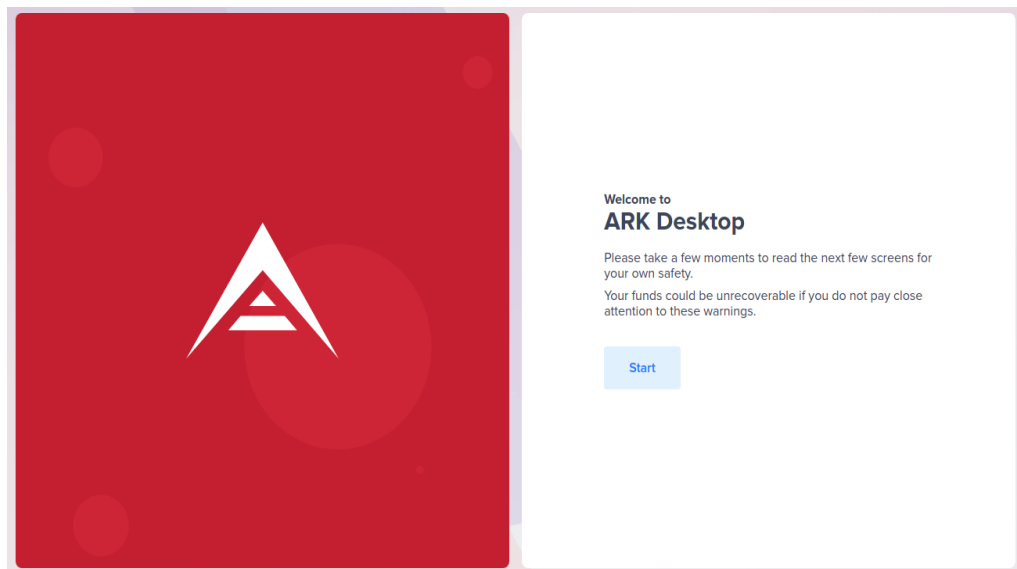 Welcome to
ARK Desktop
Please take a few moments to read the next few screens for
your own safety.
Your funds could be unrecoverable if you do not pay close
attention to these warnings.
Start